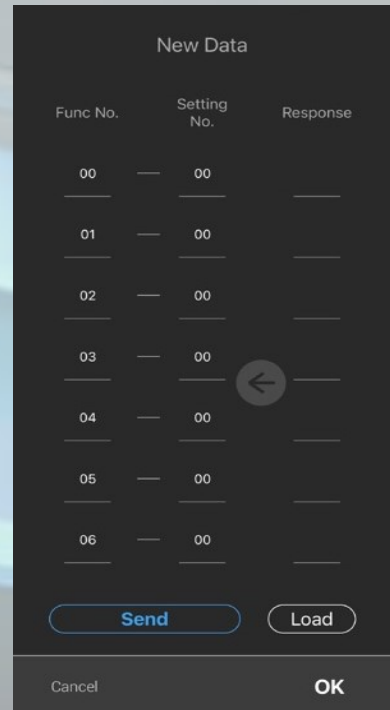 New Data
Func No. Setting No. Response
00 — 00
01 — 00
02 — 00
03 — 00
04 — 00
05 — 00
06 — 00
Send Load
Cancel OK